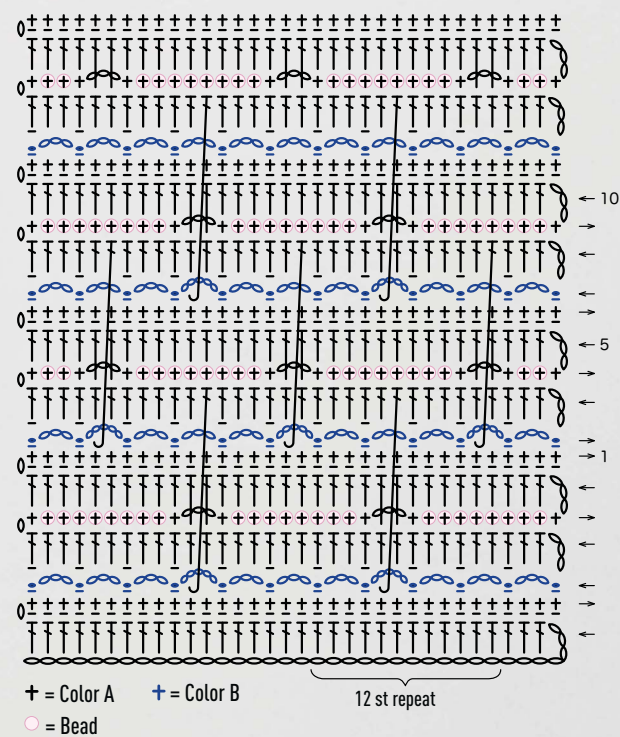 ← 10
← 5
→ 1
12 st repeat
+ = Color A + = Color B
= Bead